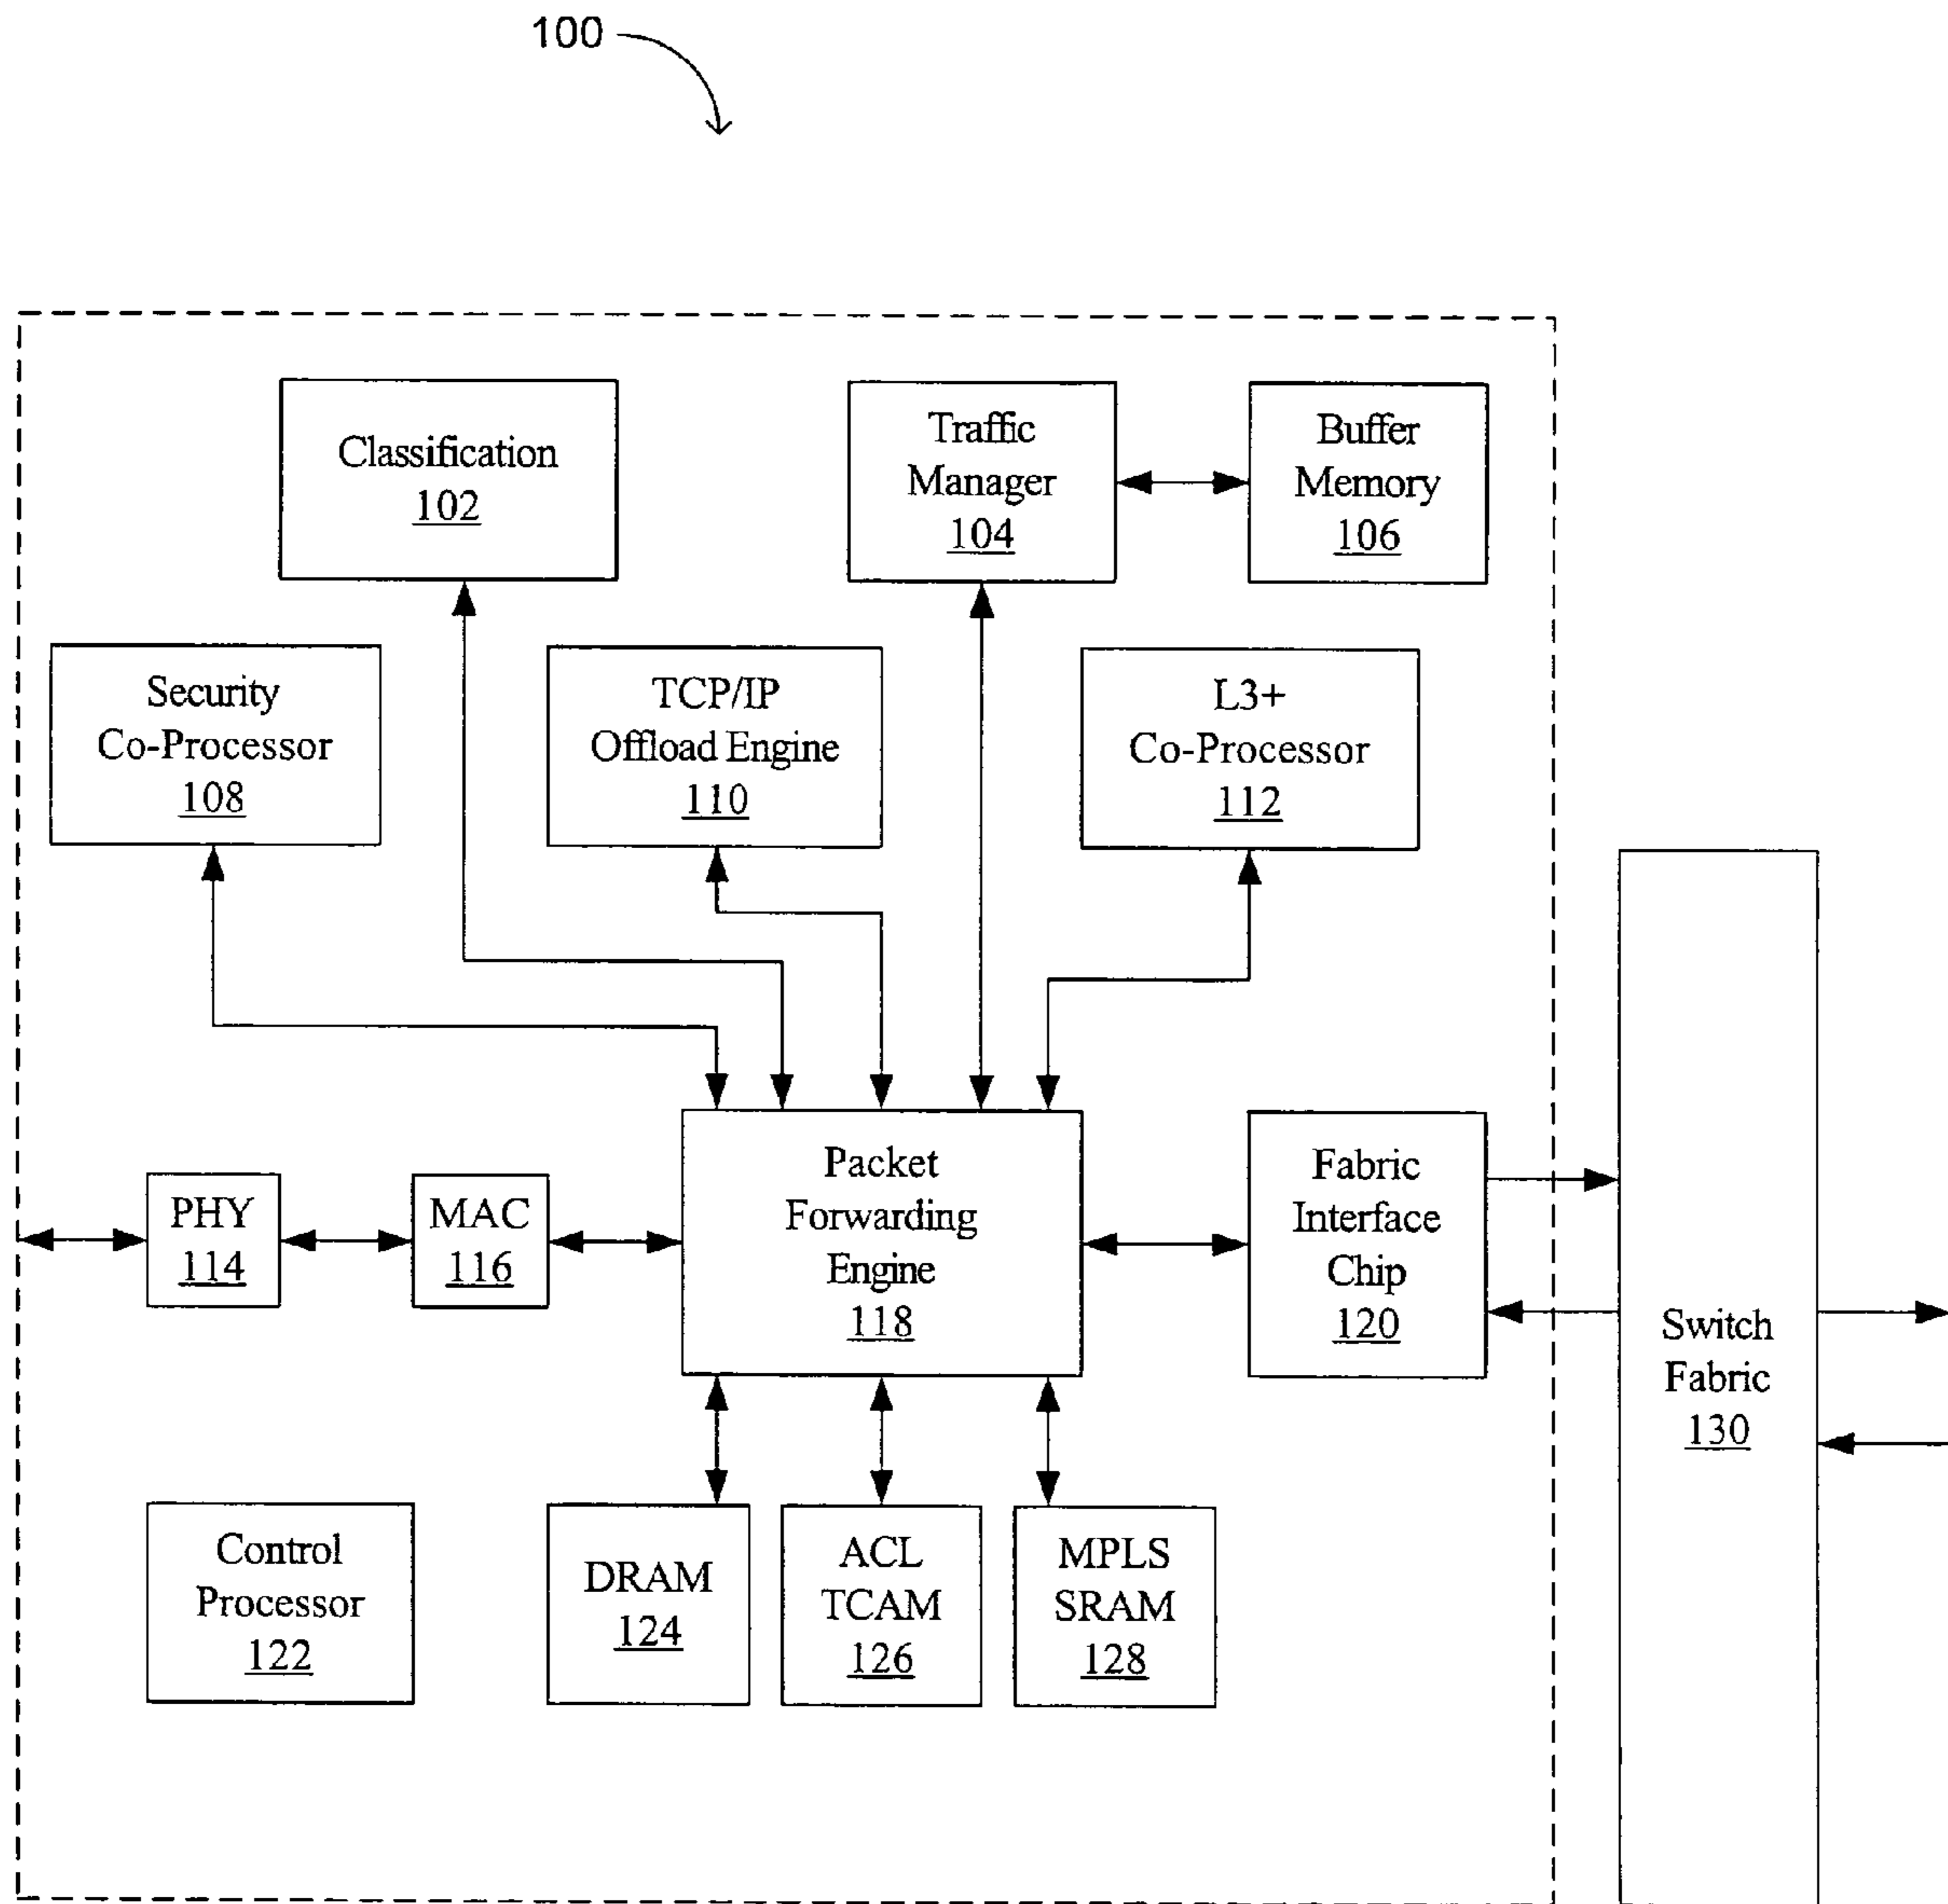 100
Classification
102
Traffic
Manager
104
Buffer
Memory
106
Security
Co-Processor
108
TCP/IP
Offload Engine
110
L3+
Co-Processor
112
PHY
114
MAC
116
Packet
Forwarding
Engine
118
Fabric
Interface
Chip
120
Switch
Fabric
130
Control
Processor
122
DRAM
124
ACL
TCAM
126
MPLS
SRAM
128